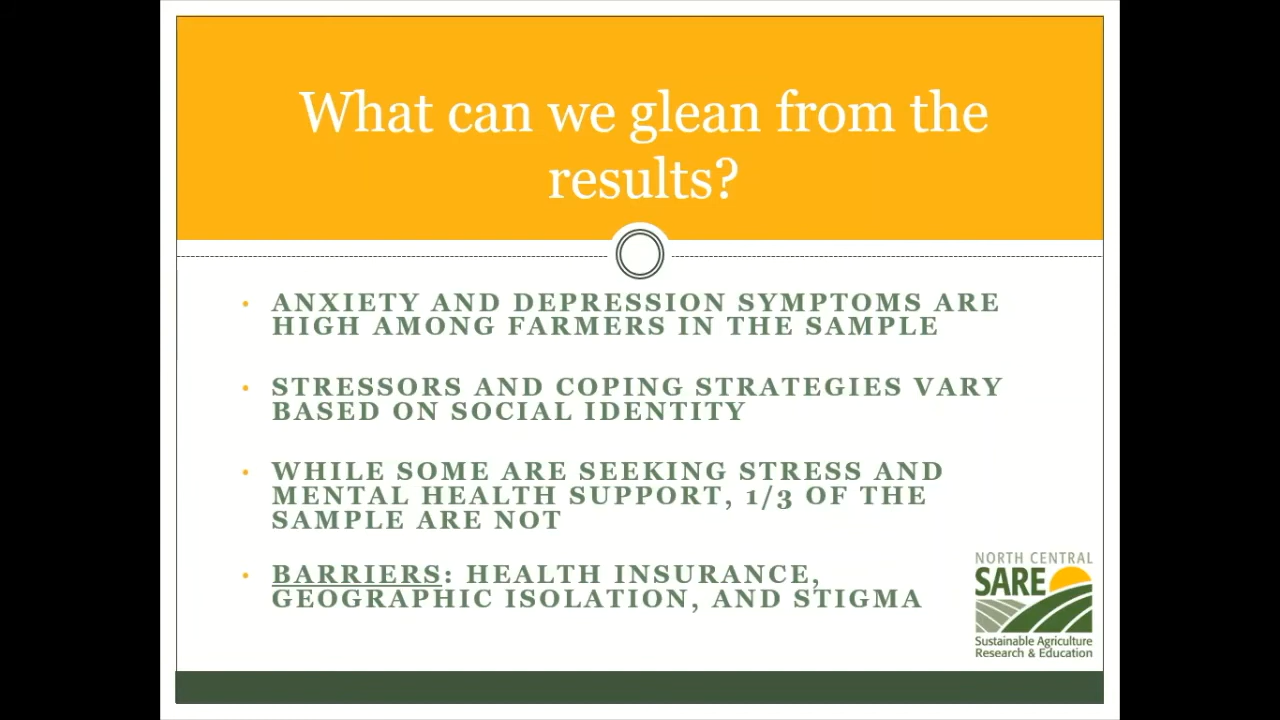 What can we glean from the
results?
• ANXIETY AND DEPRESSION SYMPTOMS ARE
HIGH AMONG FARMERS IN THE SAMPLE
• STRESSORS AND COPING STRATEGIES VARY
BASED ON SOCIAL IDENTITY
• WHILE SOME ARE SEEKING STRESS AND
MENTAL HEALTH SUPPORT, 1/3 OF THE
SAMPLE ARE NOT
• BARRIERS: HEALTH INSURANCE,
GEOGRAPHIC ISOLATION, AND STIGMA
NORTH CENTRAL
SARE
Sustainable Agriculture
Research & Education